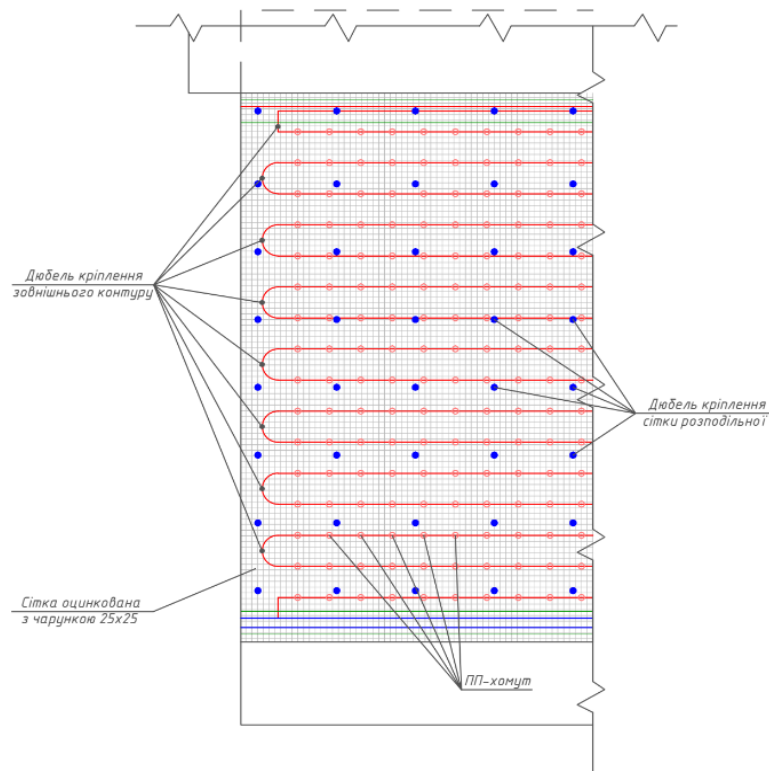 Дюбель кріплення
зовнішнього контуру
Дюбель кріплення
сітки розподільної
Сітка оцинкована
з чарункою 25х25
ПП-хомут